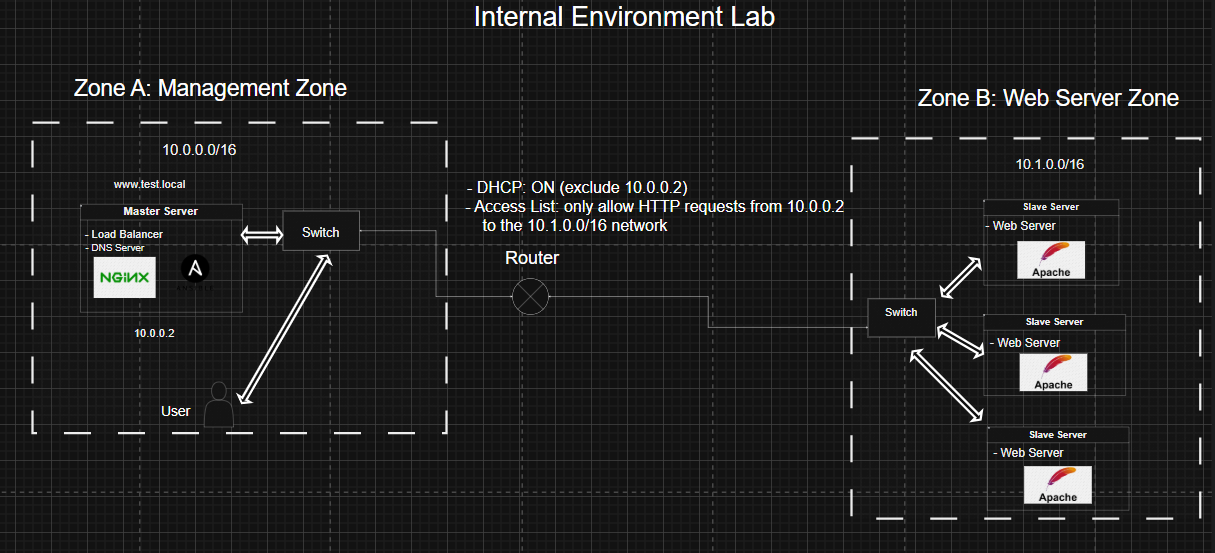 Internal Environment Lab
Zone A: Management Zone
10.0.0.0/16
www.test.local
Master Server
- Load Balancer
- DNS Server
NGINX
A
10.0.0.2
Switch
User
- DHCP: ON (exclude 10.0.0.2)
- Access List: only allow HTTP requests from 10.0.0.2
to the 10.1.0.0/16 network
Router
Zone B: Web Server Zone
10.1.0.0/16
Switch
Slave Server
- Web Server
Apache
Slave Server
- Web Server
Apache
Slave Server
- Web Server
Apache